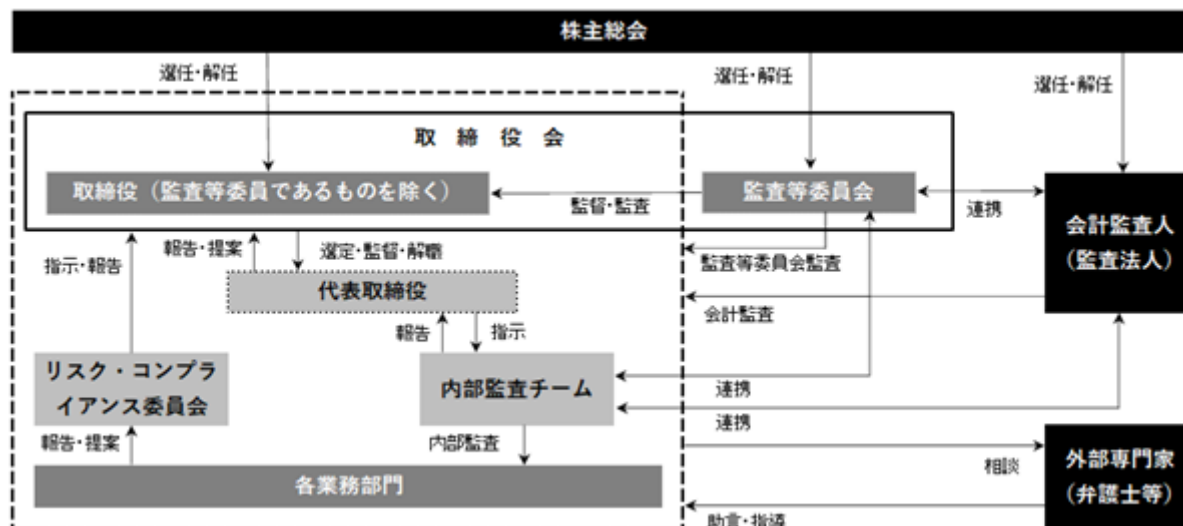 株主総会
選任・解任
選任・解任
選任・解任
取締役会
取締役（監査等委員であるものを除く）
監督・監査
監査等委員会
連携
会計監査人
（監査法人）
指示・報告
報告・提案
選定・監督・解職
監査等委員会監査
代表取締役
会計監査
報告
指示
リスク・コンプラ
イアンス委員会
内部監査チーム
連携
連携
報告・提案
内部監査
相談
外部専門家
（弁護士等）
各業務部門
助言・指導